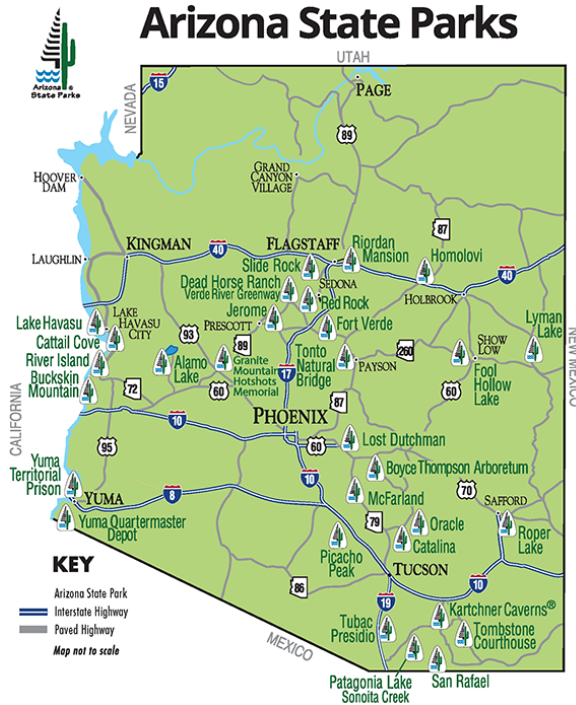 Arizona State Parks
Arizona
State Parks
UTAH
NEVADA
15
PAGE
89
HOOVER
DAM
GRAND
CANYON
VILLAGE
87
KINGMAN
40
FLAGSTAFF
Riordan
Mansion
Homolovi
LAUGHLIN
Slide Rock
40
Dead Horse Ranch
Verde River Greenway
SEDONA
Red Rock
HOLBROOK
Jerome
Lake Havasu
LAKE
HAVASU
CITY
Cattail Cove
93
PRESCOTT
89
Fort Verde
Lyman
Lake
River Island
Buckskin
Mountain
Alamo
Lake
Granite
Mountain
Hotshots
Memorial
Tonto
Natural
Bridge
PAYSON
260
SHOW
LOW
Fool
Hollow
Lake
NEW MEXICO
72
60
17
87
60
CALIFORNIA
10
PHOENIX
95
60
Lost Dutchman
Boyce Thompson Arboretum
Yuma
Territorial
Prison
10
McFarland
70
SAFFORD
YUMA
8
79
Oracle
Roper
Lake
Yuma Quartermaster
Depot
Catalina
Picacho
Peak
KEY
Arizona State Park
Interstate Highway
Paved Highway
Map not to scale
86
TUCSON
10
19
Kartchner Caverns®
Tubac
Presidio
Tombstone
Courthouse
MEXICO
Patagonia Lake
Sonoita Creek
San Rafael